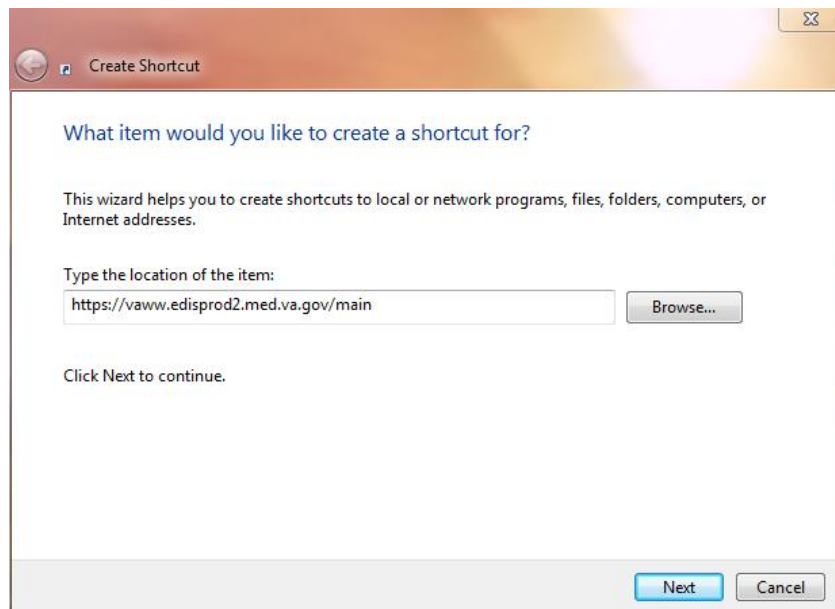 Create Shortcut
What item would you like to create a shortcut for?
This wizard helps you to create shortcuts to local or network programs, files, folders, computers, or
Internet addresses.
Type the location of the item:
https://vaww.edisprod2.med.va.gov/main
Browse...
Click Next to continue.
Next
Cancel